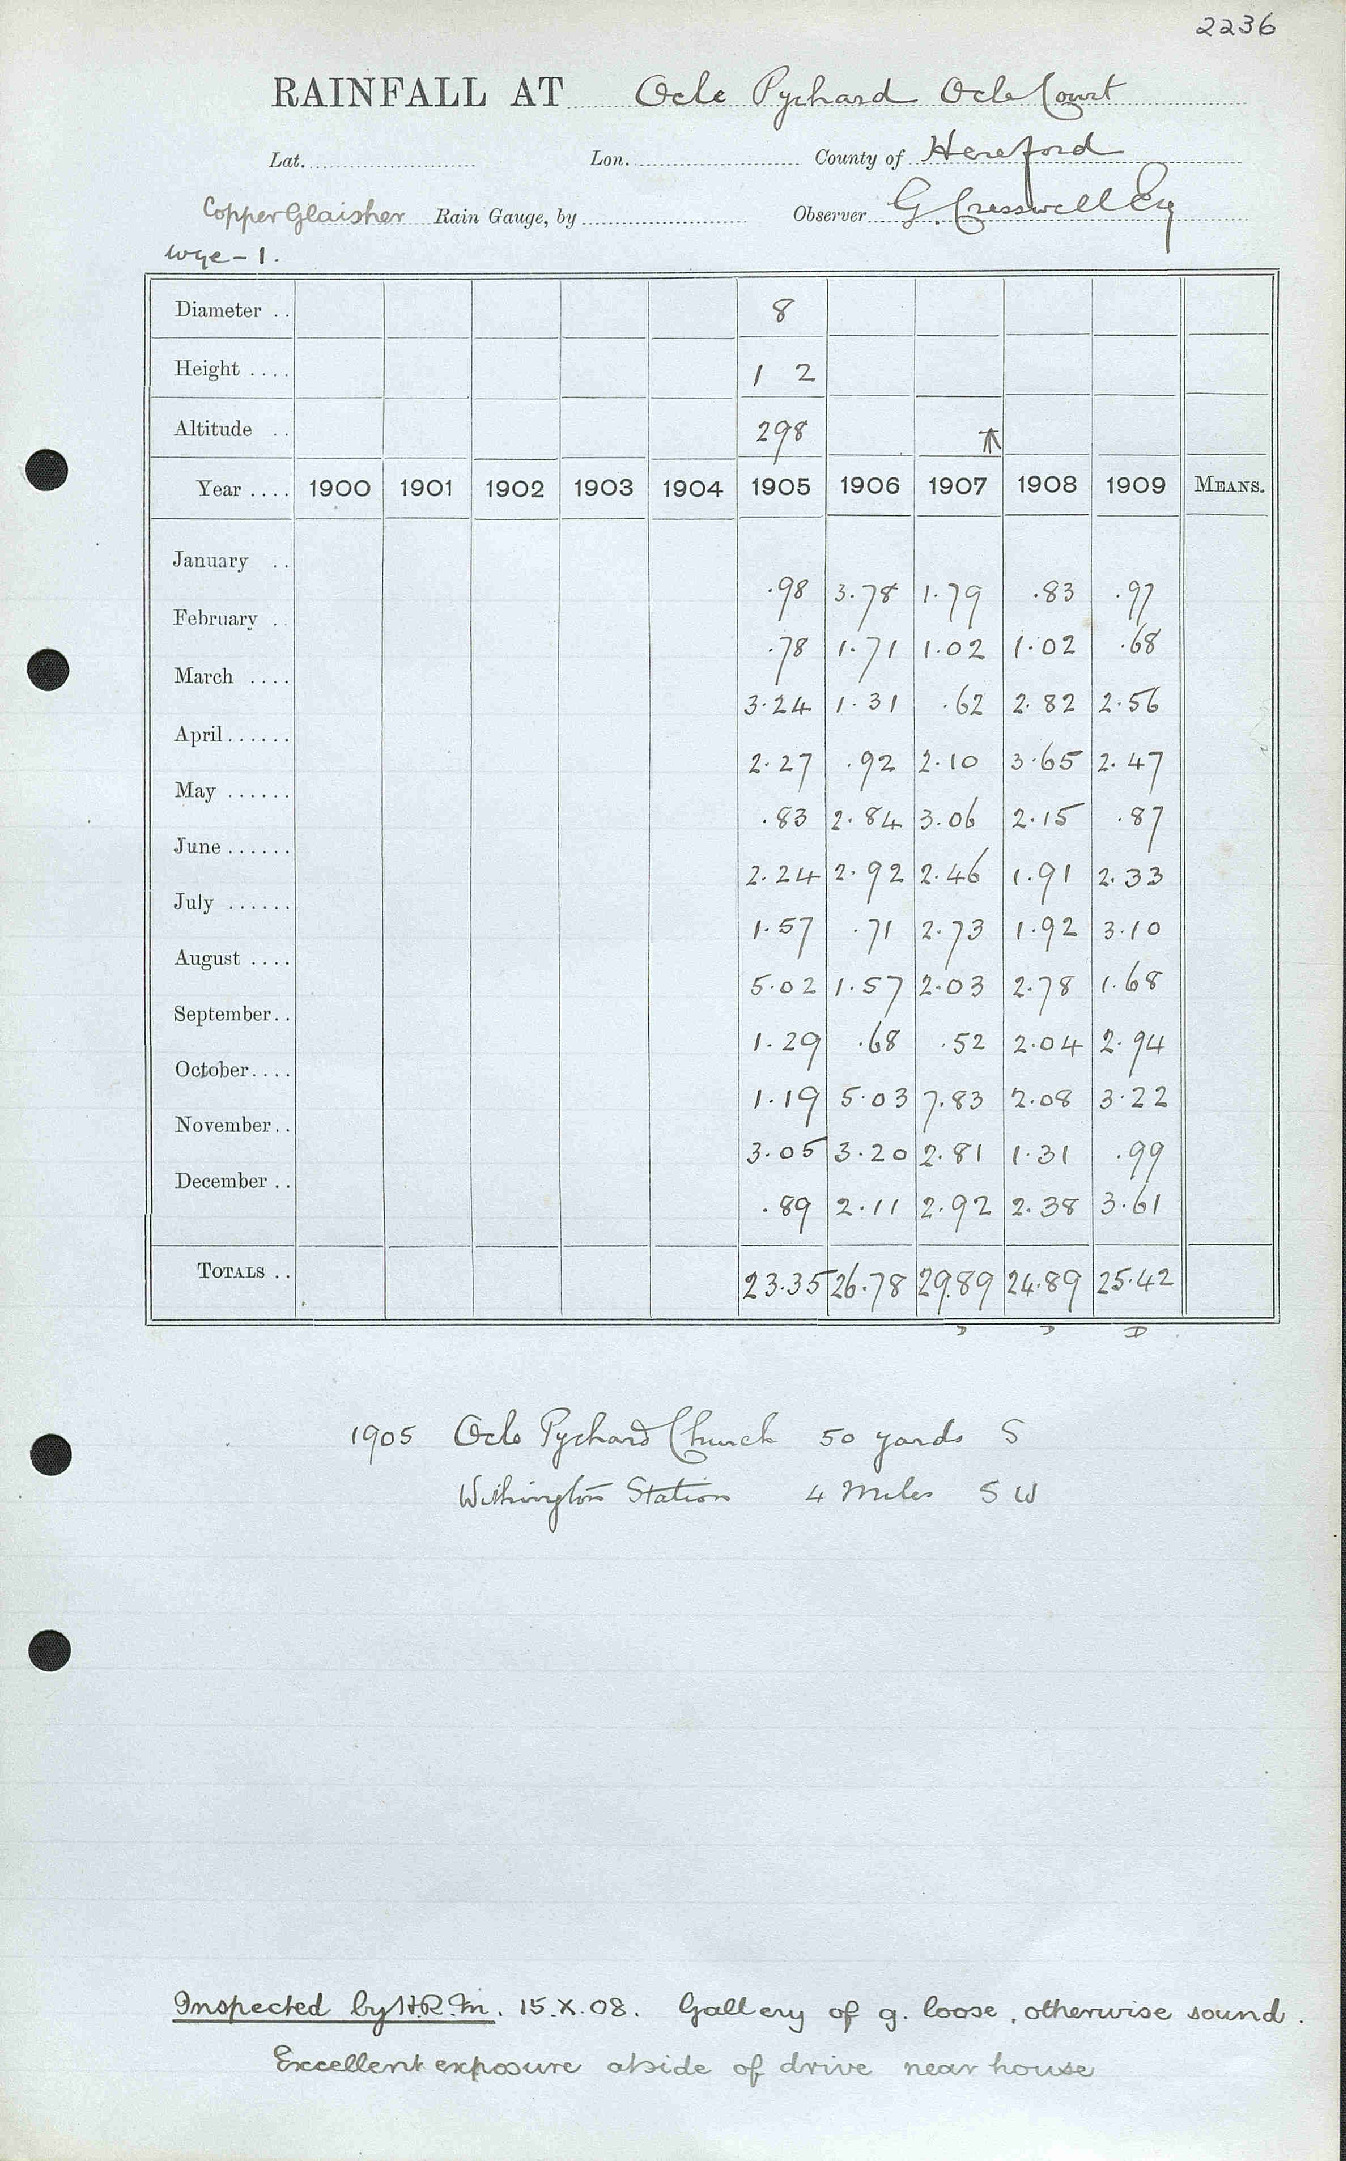 2236
RAINFALL AT Ocle Pychard Ocle Court
Lat. Lon. County of Hereford
Copper Glaisher Rain Gauge, by Observer G. Cresswell Esq
Wye - 1.
Diameter .. 8
Height .... 1 2
Altitude .. 298
Year .... 1900 1901 1902 1903 1904 1905 1906 1907 1908 1909 MEANS.
January .. .98 3.78 1.79 .83 .97
February .. .78 1.71 1.02 1.02 .68
March .... 3.24 1.31 .62 2.82 2.56
April ...... 2.27 .92 2.10 3.65 2.47
May ...... .83 2.84 3.06 2.15 .87
June ...... 2.24 2.92 2.46 1.91 2.33
July ...... 1.57 .71 2.73 1.92 3.10
August .... 5.02 1.57 2.03 2.78 1.68
September .. 1.29 .68 .52 2.04 2.94
October .... 1.19 5.03 7.83 2.08 3.22
November .. 3.05 3.20 2.81 1.31 .99
December .. .89 2.11 2.92 2.38 3.61
TOTALS .. 23.35 26.78 29.89 24.89 25.42
1905 Ocle Pychard Church 50 yards S
Withington Station 4 Miles S W
Inspected by H.R.M. 15.X.08. Gallery of g. loose, otherwise sound.
Excellent exposure at side of drive near house